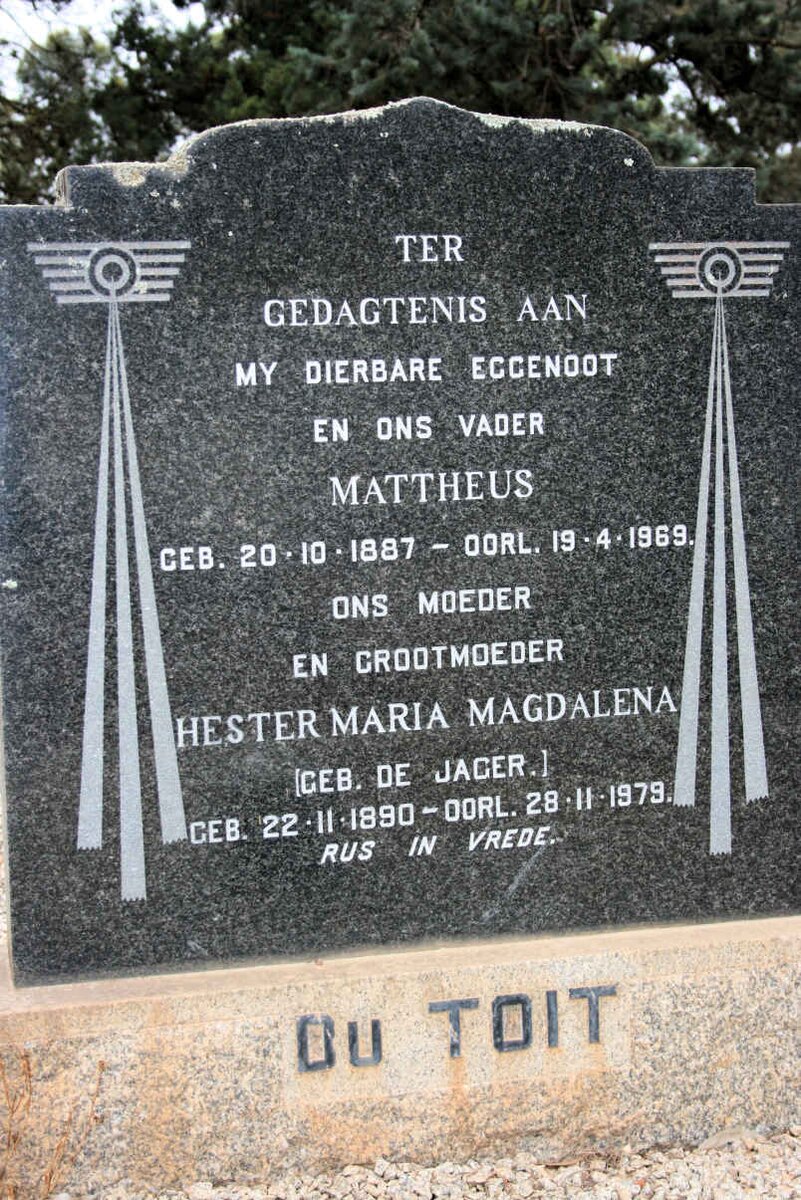 TER
GEDAGTENIS AAN
MY DIERBARE EGGENOOT
EN ONS VADER
MATTHEUS
GEB. 20·10·1887 – OORL. 19·4·1969.
ONS MOEDER
EN GROOTMOEDER
HESTER MARIA MAGDALENA
[GEB. DE JAGER.]
GEB. 22·11·1890 – OORL. 28·11·1979.
RUS IN VREDE.
DU TOIT